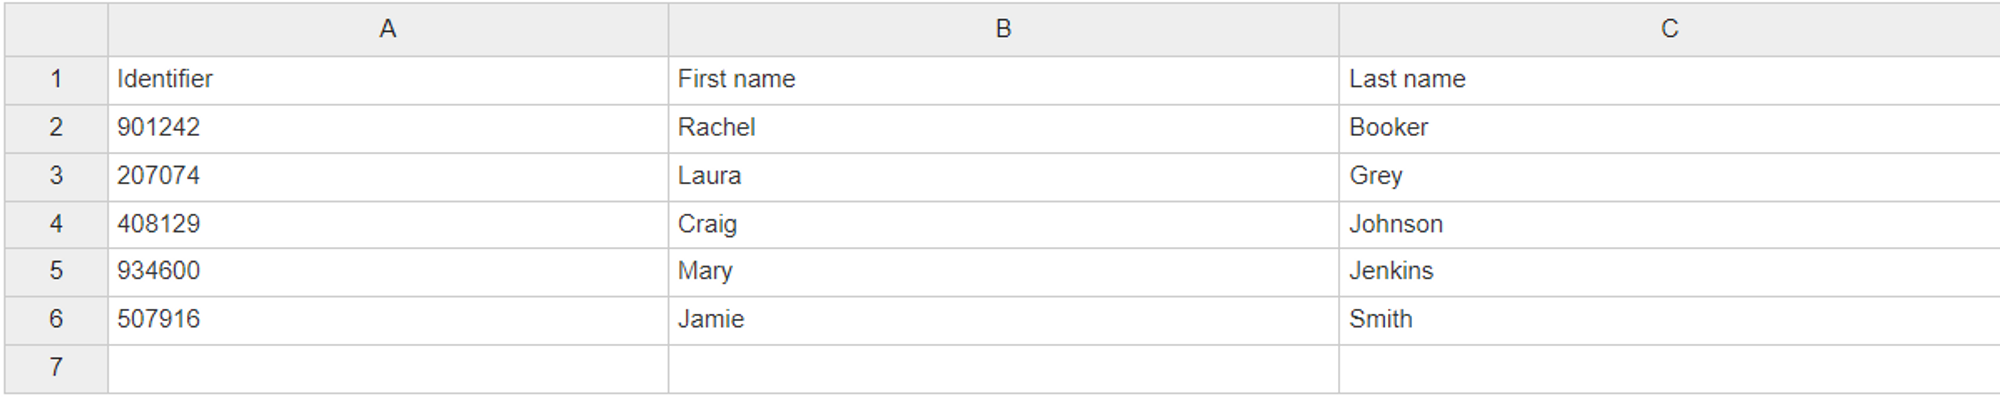 A B C
1 Identifier First name Last name
2 901242 Rachel Booker
3 207074 Laura Grey
4 408129 Craig Johnson
5 934600 Mary Jenkins
6 507916 Jamie Smith
7